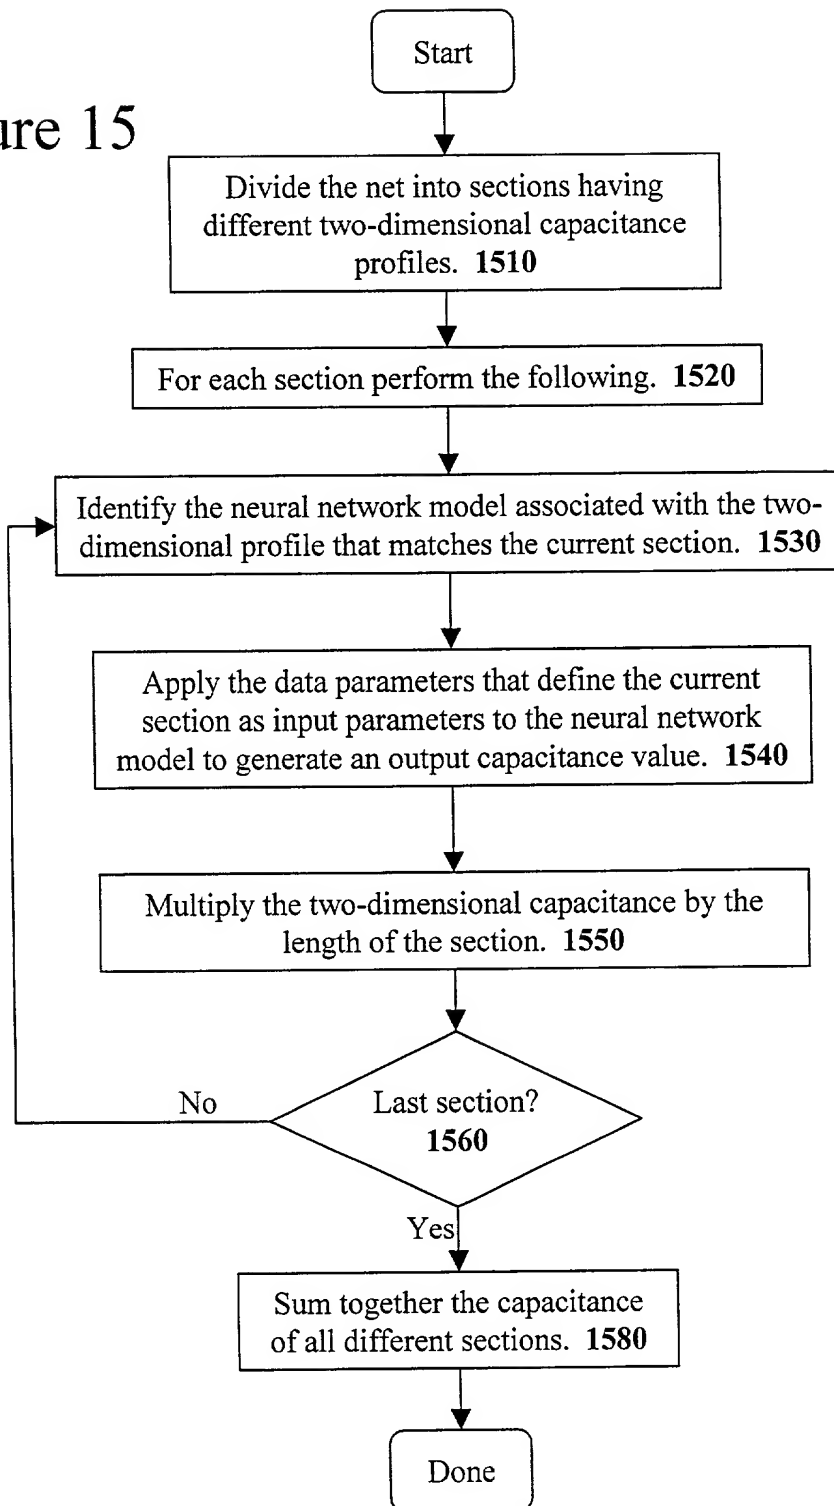 Start
ure 15
Divide the net into sections having
different two-dimensional capacitance
profiles. 1510
For each section perform the following. 1520
Identify the neural network model associated with the two-
dimensional profile that matches the current section. 1530
Apply the data parameters that define the current
section as input parameters to the neural network
model to generate an output capacitance value. 1540
Multiply the two-dimensional capacitance by the
length of the section. 1550
No
Last section?
1560
Yes
Sum together the capacitance
of all different sections. 1580
Done